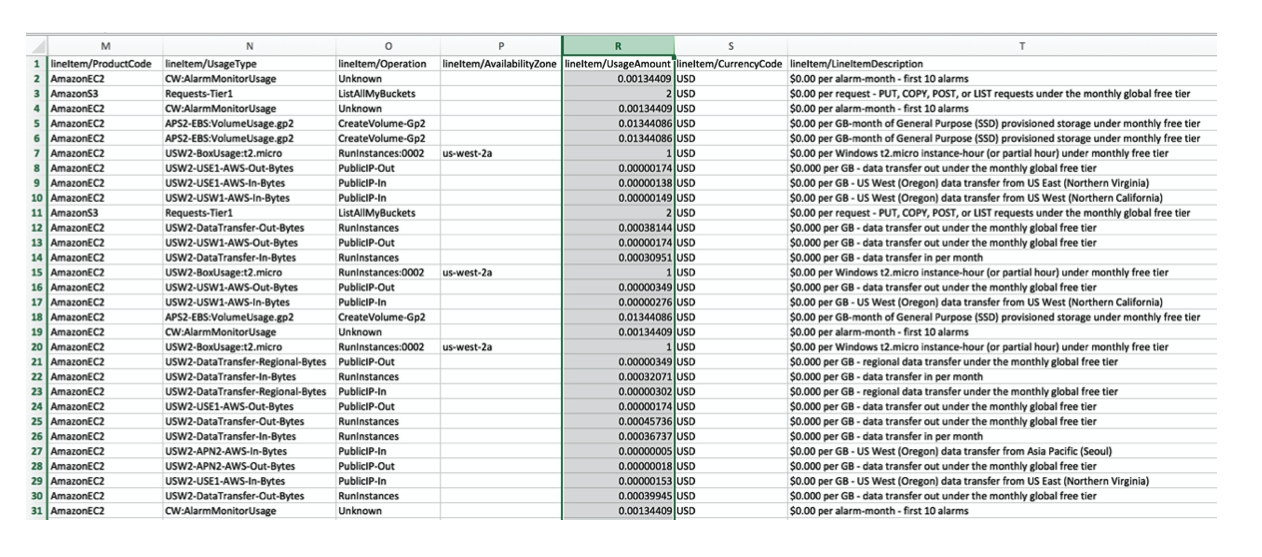 M N O P R S T
1 lineItem/ProductCode lineItem/UsageType lineItem/Operation lineItem/AvailabilityZone lineItem/UsageAmount lineItem/CurrencyCode lineItem/LineItemDescription
2 AmazonEC2 CW:AlarmMonitorUsage Unknown 0.00134409 USD $0.00 per alarm-month - first 10 alarms
3 AmazonS3 Requests-Tier1 ListAllMyBuckets 2 USD $0.00 per request - PUT, COPY, POST, or LIST requests under the monthly global free tier
4 AmazonEC2 CW:AlarmMonitorUsage Unknown 0.00134409 USD $0.00 per alarm-month - first 10 alarms
5 AmazonEC2 APS2-EBS:VolumeUsage.gp2 CreateVolume-Gp2 0.01344086 USD $0.00 per GB-month of General Purpose (SSD) provisioned storage under monthly free tier
6 AmazonEC2 APS2-EBS:VolumeUsage.gp2 CreateVolume-Gp2 0.01344086 USD $0.00 per GB-month of General Purpose (SSD) provisioned storage under monthly free tier
7 AmazonEC2 USW2-BoxUsage:t2.micro RunInstances:0002 us-west-2a 1 USD $0.00 per Windows t2.micro instance-hour (or partial hour) under monthly free tier
8 AmazonEC2 USW2-USE1-AWS-Out-Bytes PublicIP-Out 0.00000174 USD $0.000 per GB - data transfer out under the monthly global free tier
9 AmazonEC2 USW2-USE1-AWS-In-Bytes PublicIP-In 0.00000138 USD $0.00 per GB - US West (Oregon) data transfer from US East (Northern Virginia)
10 AmazonEC2 USW2-USW1-AWS-In-Bytes PublicIP-In 0.00000149 USD $0.00 per GB - US West (Oregon) data transfer from US West (Northern California)
11 AmazonS3 Requests-Tier1 ListAllMyBuckets 2 USD $0.00 per request - PUT, COPY, POST, or LIST requests under the monthly global free tier
12 AmazonEC2 USW2-DataTransfer-Out-Bytes RunInstances 0.00038144 USD $0.000 per GB - data transfer out under the monthly global free tier
13 AmazonEC2 USW2-USW1-AWS-Out-Bytes PublicIP-Out 0.00000174 USD $0.000 per GB - data transfer out under the monthly global free tier
14 AmazonEC2 USW2-DataTransfer-In-Bytes RunInstances 0.00030951 USD $0.000 per GB - data transfer in per month
15 AmazonEC2 USW2-BoxUsage:t2.micro RunInstances:0002 us-west-2a 1 USD $0.00 per Windows t2.micro instance-hour (or partial hour) under monthly free tier
16 AmazonEC2 USW2-USW1-AWS-Out-Bytes PublicIP-Out 0.00000349 USD $0.000 per GB - data transfer out under the monthly global free tier
17 AmazonEC2 USW2-USW1-AWS-In-Bytes PublicIP-In 0.00000276 USD $0.00 per GB - US West (Oregon) data transfer from US West (Northern California)
18 AmazonEC2 APS2-EBS:VolumeUsage.gp2 CreateVolume-Gp2 0.01344086 USD $0.00 per GB-month of General Purpose (SSD) provisioned storage under monthly free tier
19 AmazonEC2 CW:AlarmMonitorUsage Unknown 0.00134409 USD $0.00 per alarm-month - first 10 alarms
20 AmazonEC2 USW2-BoxUsage:t2.micro RunInstances:0002 us-west-2a 1 USD $0.00 per Windows t2.micro instance-hour (or partial hour) under monthly free tier
21 AmazonEC2 USW2-DataTransfer-Regional-Bytes PublicIP-Out 0.00000349 USD $0.000 per GB - regional data transfer under the monthly global free tier
22 AmazonEC2 USW2-DataTransfer-In-Bytes RunInstances 0.00032071 USD $0.000 per GB - data transfer in per month
23 AmazonEC2 USW2-DataTransfer-Regional-Bytes PublicIP-In 0.00000302 USD $0.000 per GB - regional data transfer under the monthly global free tier
24 AmazonEC2 USW2-USE1-AWS-Out-Bytes PublicIP-Out 0.00000174 USD $0.000 per GB - data transfer out under the monthly global free tier
25 AmazonEC2 USW2-DataTransfer-Out-Bytes RunInstances 0.00045736 USD $0.000 per GB - data transfer out under the monthly global free tier
26 AmazonEC2 USW2-DataTransfer-In-Bytes RunInstances 0.00036737 USD $0.000 per GB - data transfer in per month
27 AmazonEC2 USW2-APN2-AWS-In-Bytes PublicIP-In 0.00000005 USD $0.00 per GB - US West (Oregon) data transfer from Asia Pacific (Seoul)
28 AmazonEC2 USW2-APN2-AWS-Out-Bytes PublicIP-Out 0.00000018 USD $0.000 per GB - data transfer out under the monthly global free tier
29 AmazonEC2 USW2-USE1-AWS-In-Bytes PublicIP-In 0.00000153 USD $0.00 per GB - US West (Oregon) data transfer from US East (Northern Virginia)
30 AmazonEC2 USW2-DataTransfer-Out-Bytes RunInstances 0.00039945 USD $0.000 per GB - data transfer out under the monthly global free tier
31 AmazonEC2 CW:AlarmMonitorUsage Unknown 0.00134409 USD $0.00 per alarm-month - first 10 alarms